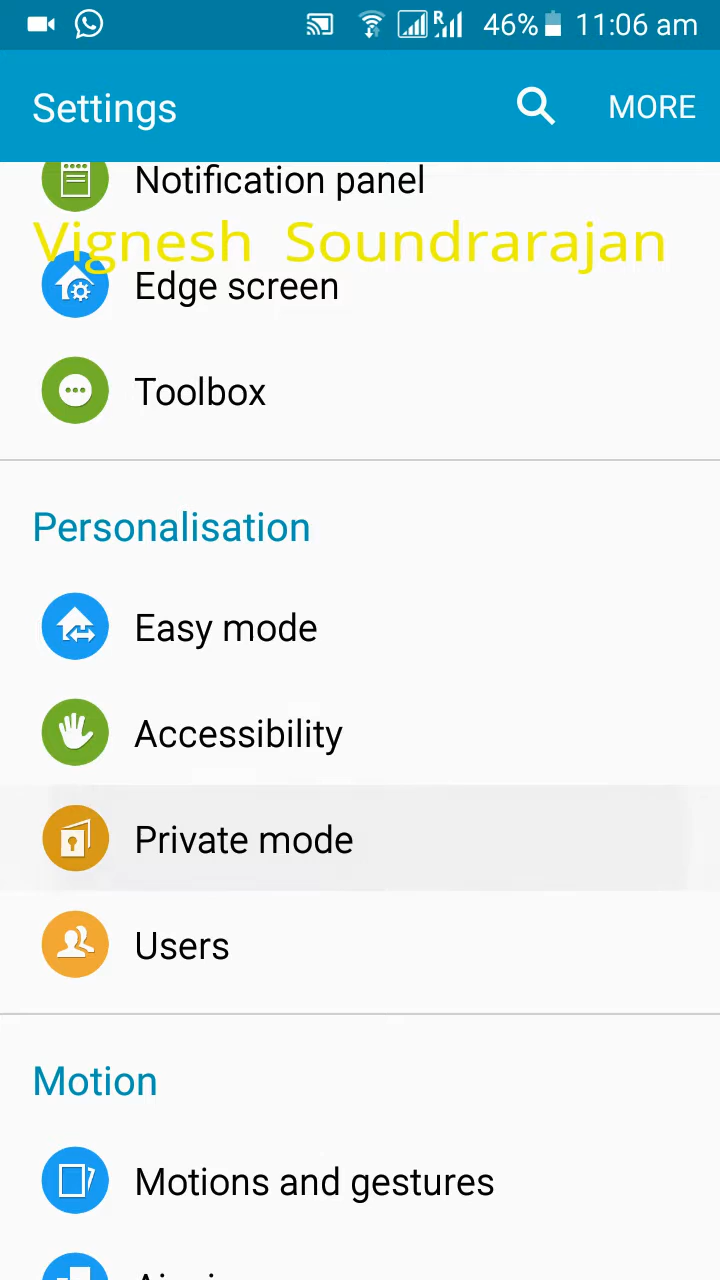 46% 11:06 am
Settings MORE
Notification panel
Vignesh Soundrarajan
Edge screen
Toolbox
Personalisation
Easy mode
Accessibility
Private mode
Users
Motion
Motions and gestures